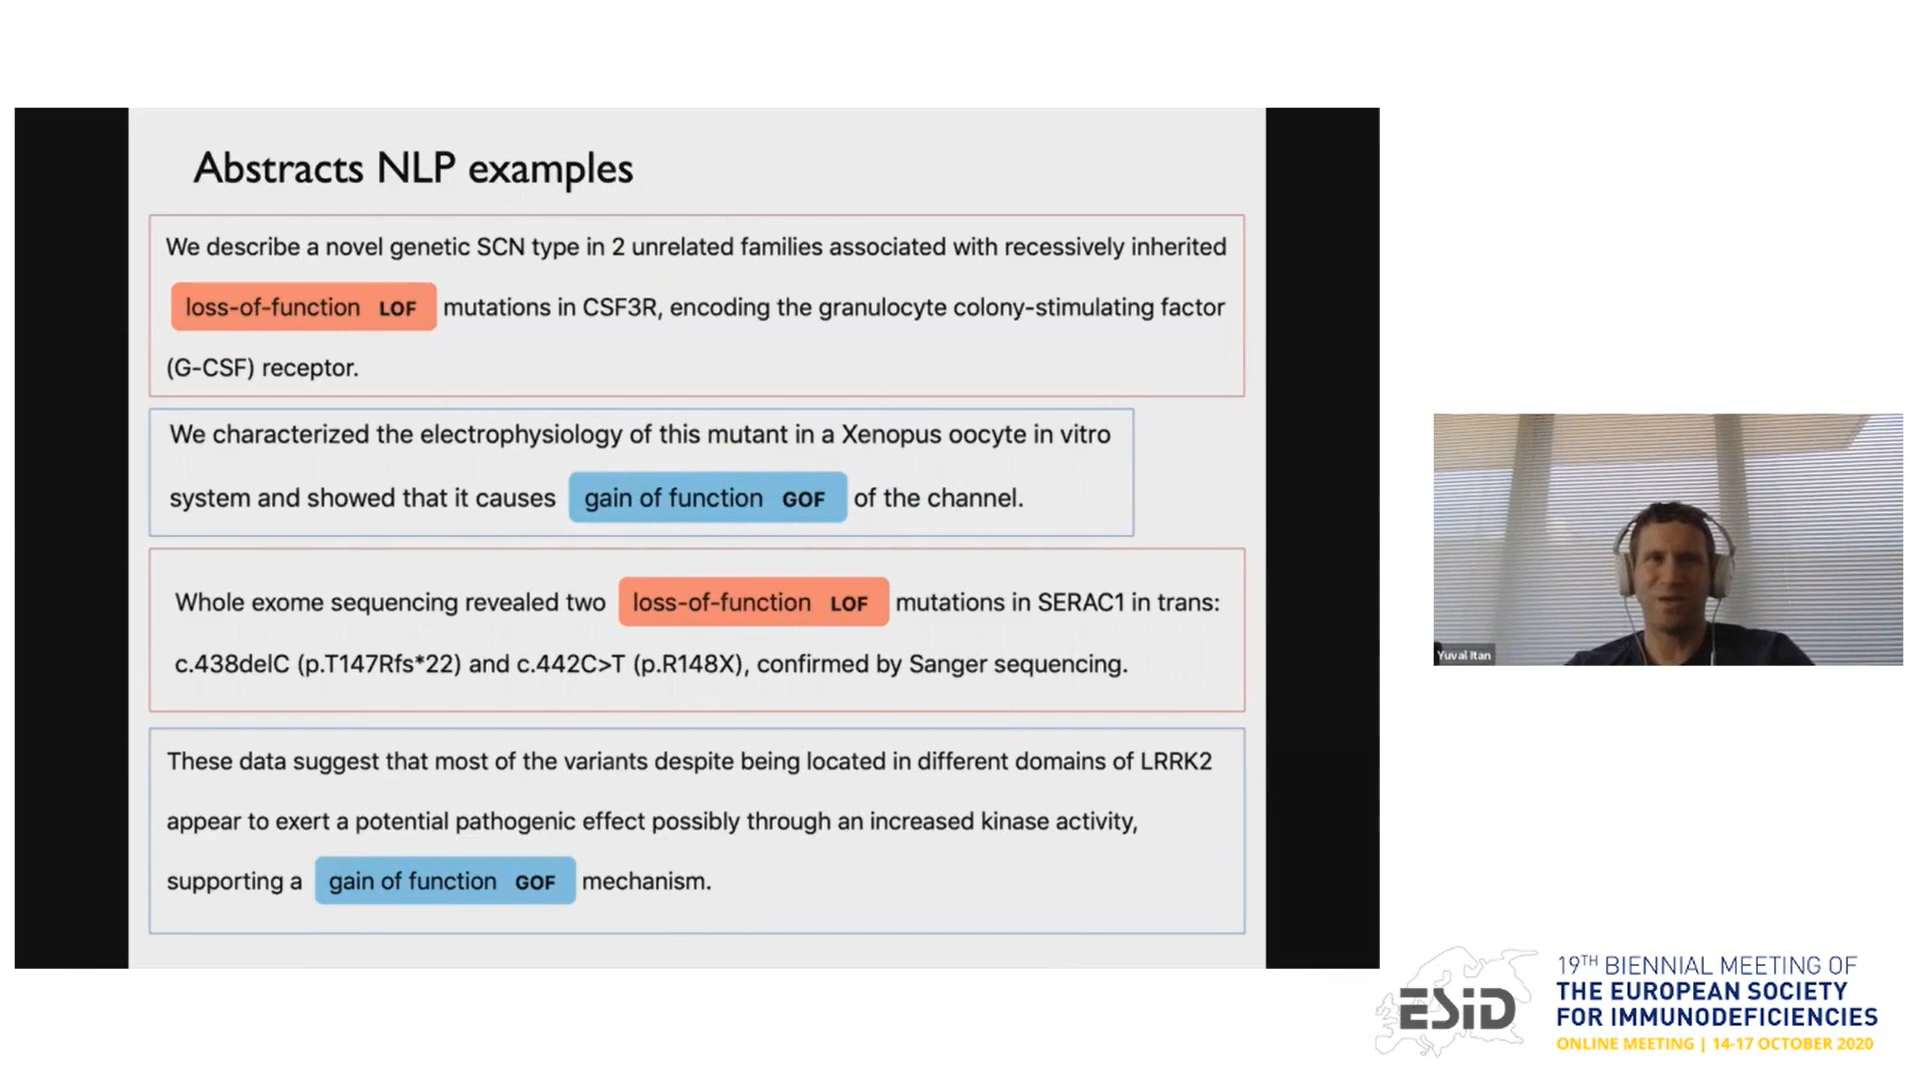 Abstracts NLP examples
We describe a novel genetic SCN type in 2 unrelated families associated with recessively inherited
loss-of-function LOF mutations in CSF3R, encoding the granulocyte colony-stimulating factor
(G-CSF) receptor.
We characterized the electrophysiology of this mutant in a Xenopus oocyte in vitro
system and showed that it causes gain of function GOF of the channel.
Whole exome sequencing revealed two loss-of-function LOF mutations in SERAC1 in trans:
c.438delC (p.T147Rfs*22) and c.442C>T (p.R148X), confirmed by Sanger sequencing.
These data suggest that most of the variants despite being located in different domains of LRRK2
appear to exert a potential pathogenic effect possibly through an increased kinase activity,
supporting a gain of function GOF mechanism.
Yuval Itan
ESiD
19TH BIENNIAL MEETING OF
THE EUROPEAN SOCIETY
FOR IMMUNODEFICIENCIES
ONLINE MEETING | 14-17 OCTOBER 2020